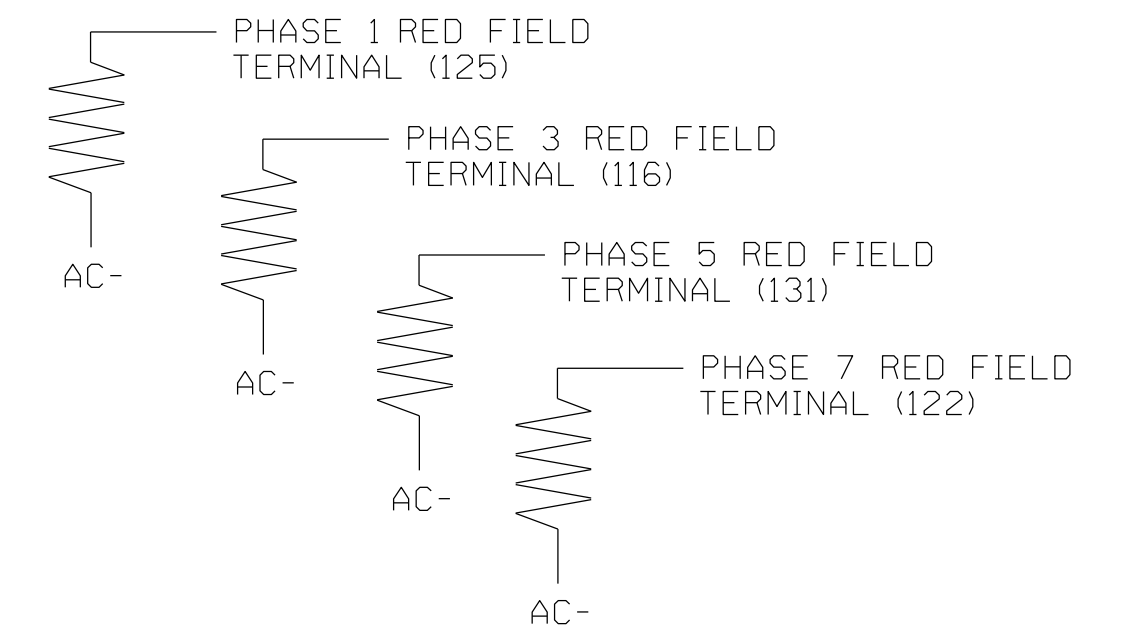 PHASE 1 RED FIELD
TERMINAL (125)
AC-
PHASE 3 RED FIELD
TERMINAL (116)
AC-
PHASE 5 RED FIELD
TERMINAL (131)
AC-
PHASE 7 RED FIELD
TERMINAL (122)
AC-